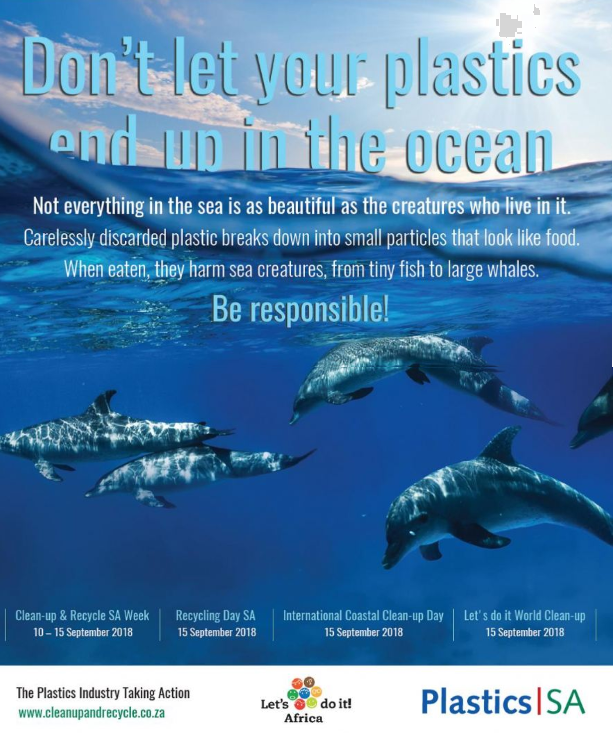 Don't let your plastics
end up in the ocean
Not everything in the sea is as beautiful as the creatures who live in it.
Carelessly discarded plastic breaks down into small particles that look like food.
When eaten, they harm sea creatures, from tiny fish to large whales.
Be responsible!
Clean-up & Recycle SA Week
10 – 15 September 2018
Recycling Day SA
15 September 2018
International Coastal Clean-up Day
15 September 2018
Let's do it World Clean-up
15 September 2018
The Plastics Industry Taking Action
www.cleanupandrecycle.co.za
Let's do it!
Africa
Plastics|SA